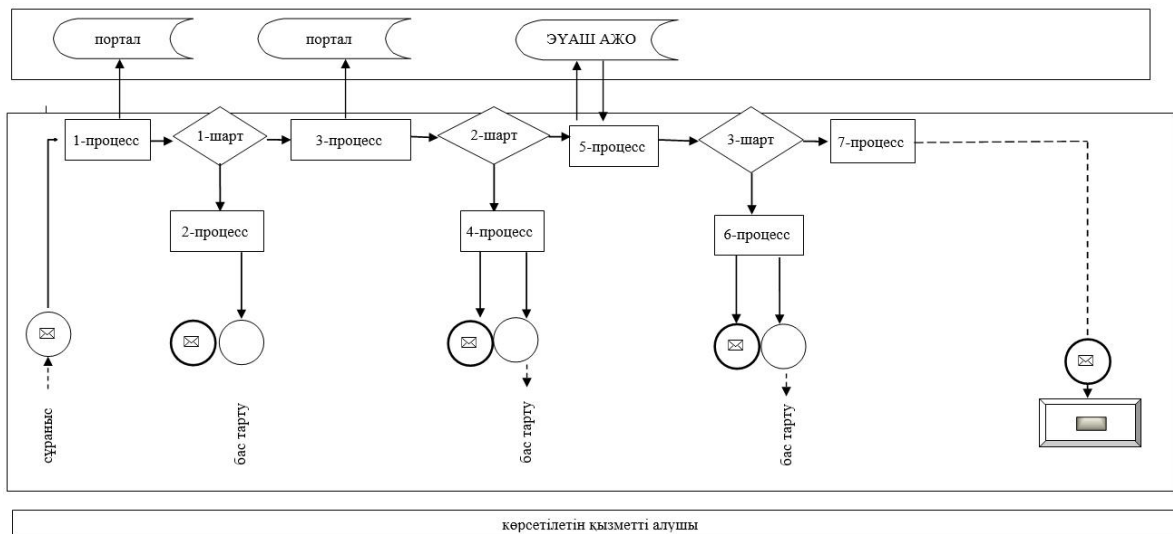 портал
портал
ЭҮАШ АЖО
1-процесс
1-шарт
3-процесс
2-шарт
5-процесс
3-шарт
7-процесс
2-процесс
4-процесс
6-процесс
сұраныс
бас тарту
бас тарту
бас тарту
көрсетілетін қызметті алушы